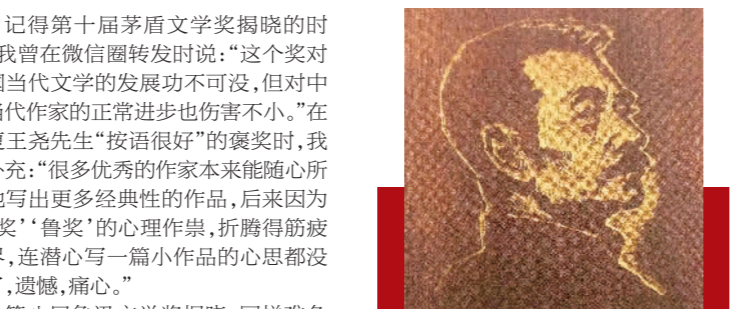 记得第十届茅盾文学奖揭晓的时
我曾在微信圈转发时说：“这个奖对
国当代文学的发展功不可没，但对中
当代作家的正常进步也伤害不小。”在
复王尧先生“按语很好”的褒奖时，我
补充：“很多优秀的作家本来能随心所
地写出更多经典性的作品，后来因为
奖’‘鲁奖’的心理作祟，折腾得筋疲
，连潜心写一篇小作品的心思都没
，遗憾，痛心。”